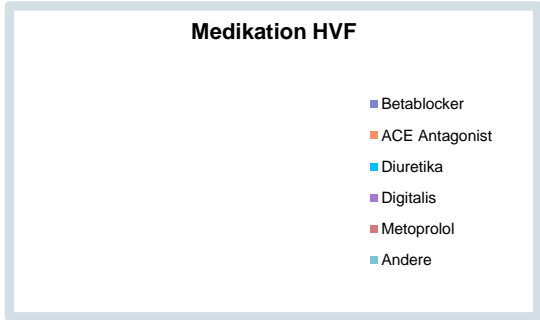 Medikation HVF
Betablocker
ACE Antagonist
Diuretika
Digitalis
Metoprolol
Andere